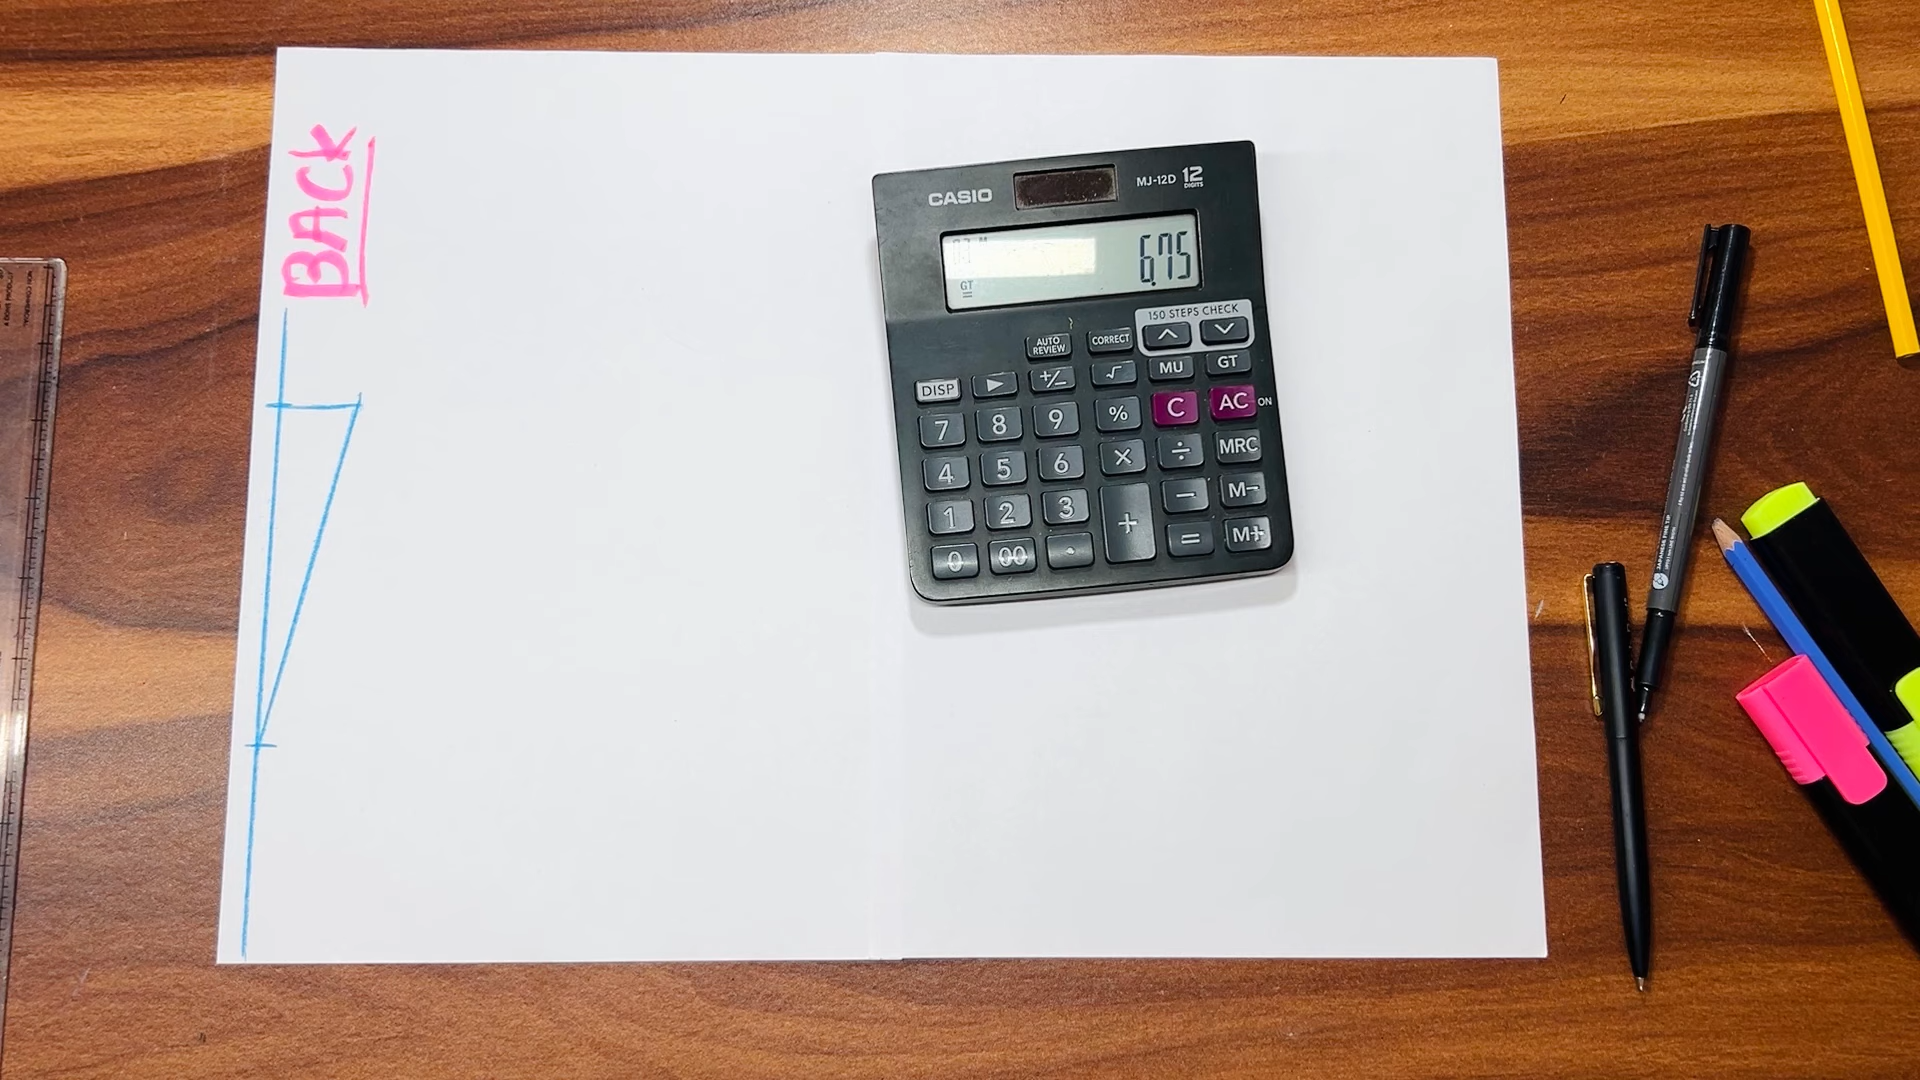 BACK
CASIO
MJ-12D 12 DIGITS
6.75
GT
=
150 STEPS CHECK
AUTO REVIEW
CORRECT
DISP ▶ +/− √ MU GT
7 8 9 % C AC ON
4 5 6 × ÷ MRC
1 2 3 + − M−
0 00 · = M+